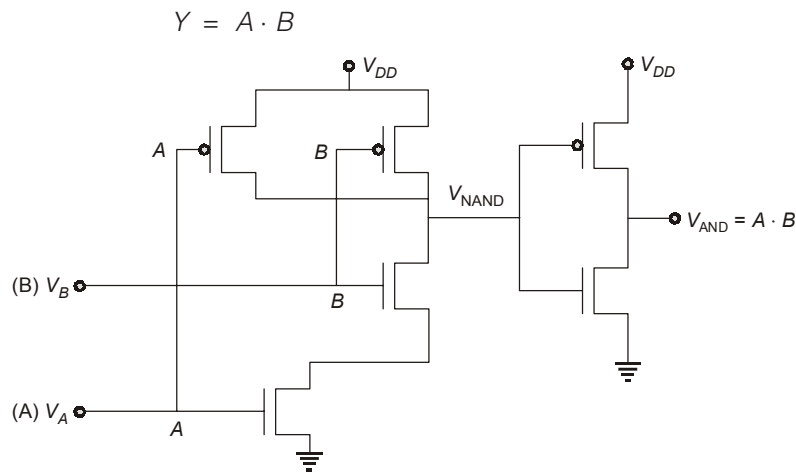 Y = A · B
V_DD
V_DD
A
B
V_NAND
V_AND = A · B
(B) V_B
B
(A) V_A
A